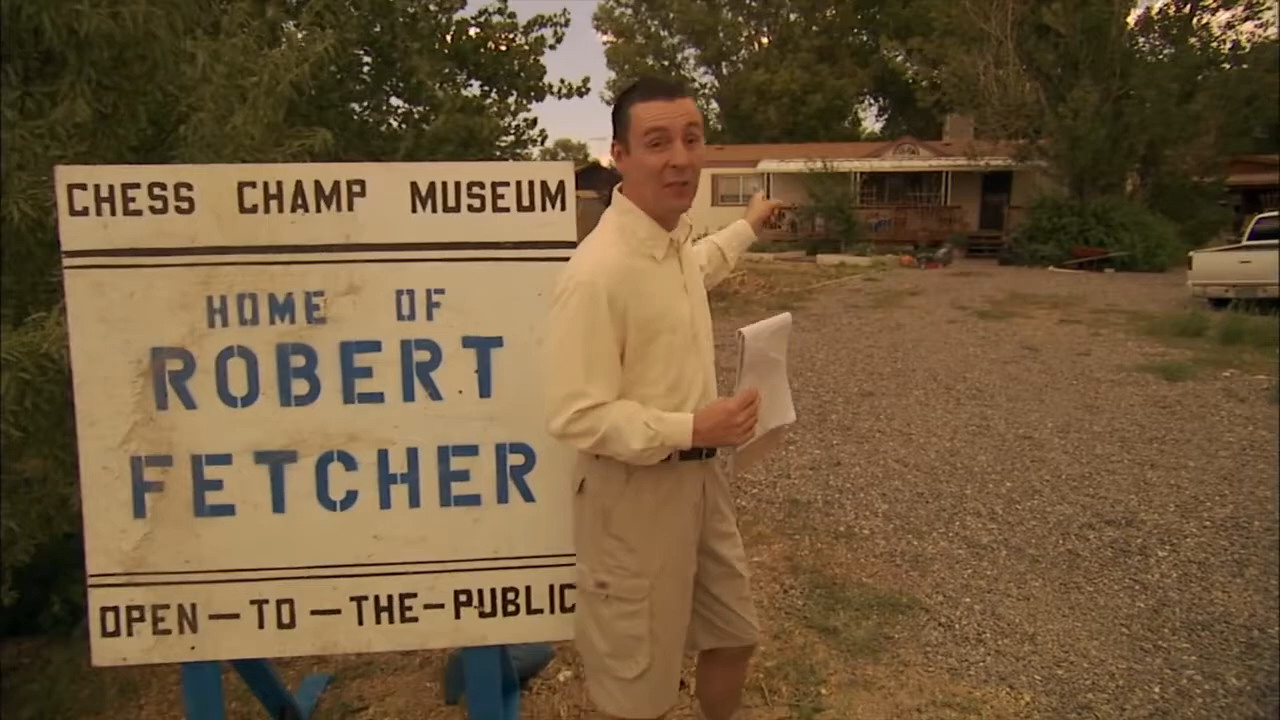 CHESS CHAMP MUSEUM
HOME OF
ROBERT
FETCHER
OPEN-TO-THE-PUBLIC